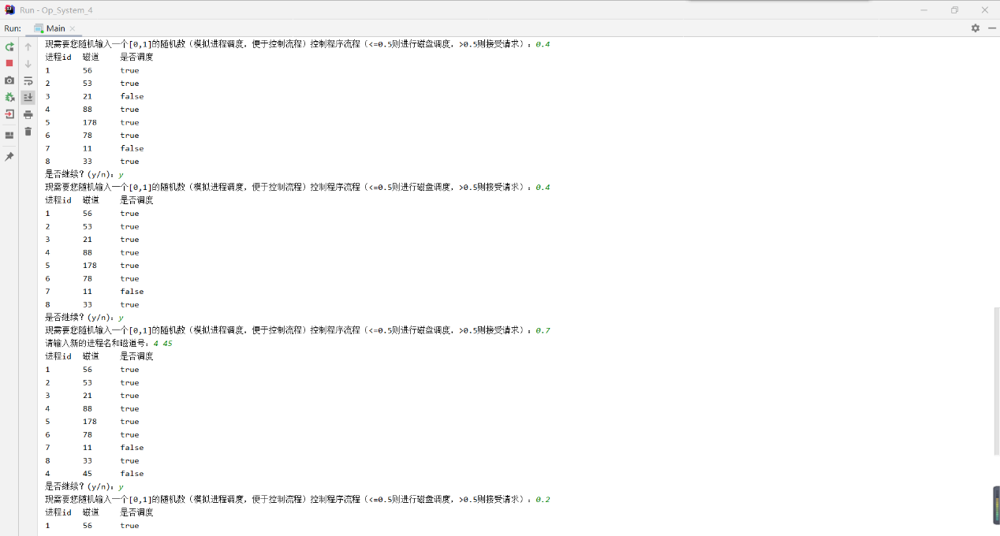 Run - Op_System_4
Run: Main
现需要您随机输入一个[0,1]的随机数（模拟进程调度，便于控制流程）控制程序流程（<=0.5则进行磁盘调度，>0.5则接受请求）：0.4
进程id 磁道 是否调度
1 56 true
2 53 true
3 21 false
4 88 true
5 178 true
6 78 true
7 11 false
8 33 true
是否继续？(y/n)：y
现需要您随机输入一个[0,1]的随机数（模拟进程调度，便于控制流程）控制程序流程（<=0.5则进行磁盘调度，>0.5则接受请求）：0.4
进程id 磁道 是否调度
1 56 true
2 53 true
3 21 true
4 88 true
5 178 true
6 78 true
7 11 false
8 33 true
是否继续？(y/n)：y
现需要您随机输入一个[0,1]的随机数（模拟进程调度，便于控制流程）控制程序流程（<=0.5则进行磁盘调度，>0.5则接受请求）：0.7
请输入新的进程名和磁道号：4 45
进程id 磁道 是否调度
1 56 true
2 53 true
3 21 true
4 88 true
5 178 true
6 78 true
7 11 false
8 33 true
4 45 false
是否继续？(y/n)：y
现需要您随机输入一个[0,1]的随机数（模拟进程调度，便于控制流程）控制程序流程（<=0.5则进行磁盘调度，>0.5则接受请求）：0.2
进程id 磁道 是否调度
1 56 true